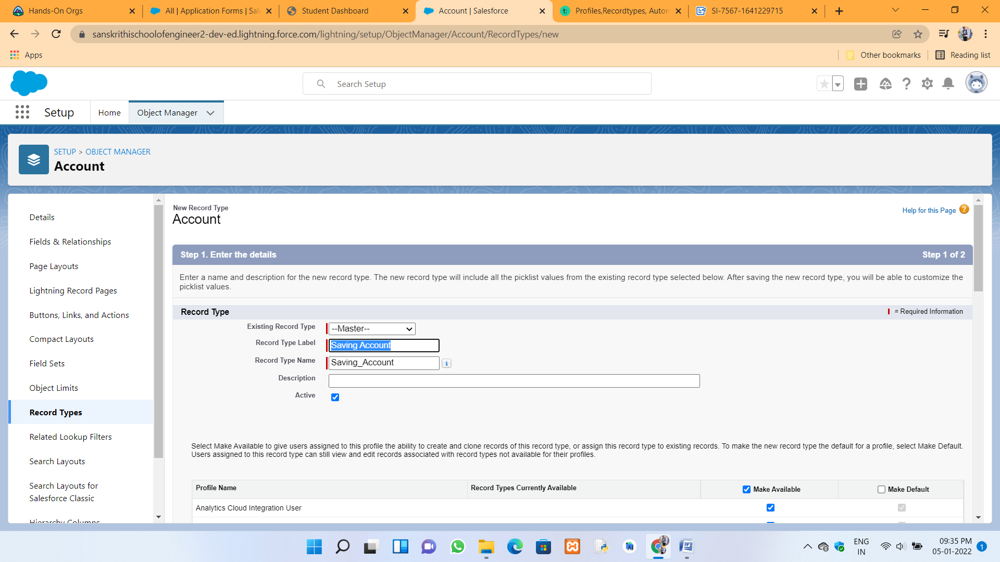 Hands-On Orgs
All | Application Forms | Sal
Student Dashboard
Account | Salesforce
Profiles,Recordtypes, Autom
SI-7567-1641229715
sanskrithischoolofengineer2-dev-ed.lightning.force.com/lightning/setup/ObjectManager/Account/RecordTypes/new
Apps
Other bookmarks
Reading list
Search Setup
Setup
Home
Object Manager
SETUP > OBJECT MANAGER
Account
Details
Fields & Relationships
Page Layouts
Lightning Record Pages
Buttons, Links, and Actions
Compact Layouts
Field Sets
Object Limits
Record Types
Related Lookup Filters
Search Layouts
Search Layouts for
Salesforce Classic
Hierarchy Columns
New Record Type
Account
Help for this Page
Step 1. Enter the details
Step 1 of 2
Enter a name and description for the new record type. The new record type will include all the picklist values from the existing record type selected below. After saving the new record type, you will be able to customize the
picklist values.
Record Type
= Required Information
Existing Record Type
--Master--
Record Type Label
Saving Account
Record Type Name
Saving_Account
Description
Active
Select Make Available to give users assigned to this profile the ability to create and clone records of this record type, or assign this record type to existing records. To make the new record type the default for a profile, select Make Default.
Users assigned to this record type can still view and edit records associated with record types not available for their profiles.
Profile Name
Record Types Currently Available
Make Available
Make Default
Analytics Cloud Integration User
ENG
IN
09:35 PM
05-01-2022
1